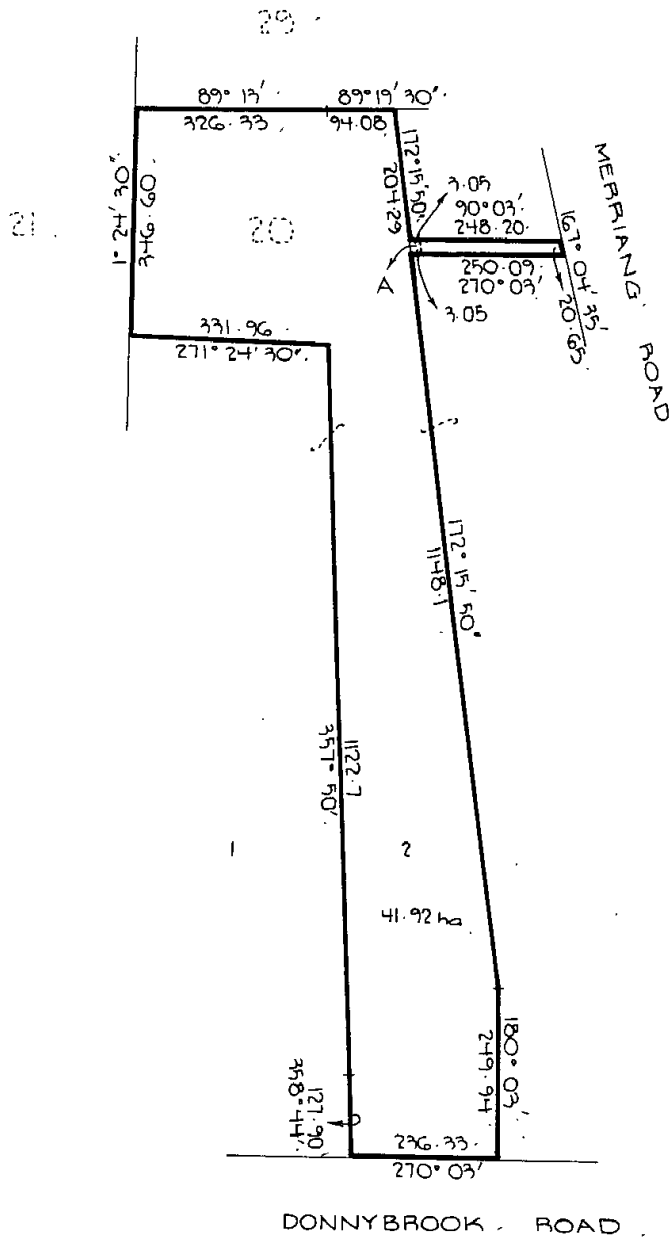 29
89° 13'
89° 19' 30"
326.33
94.08
172° 15' 50"
204.29
3.05
90° 03'
248.20
MERRIANG ROAD
167° 04' 35"
20.65
250.09
270° 03'
A
3.05
21
1° 24' 30"
346.60
20
331.96
271° 24' 30"
172° 15' 50"
1148.1
1122.7
357° 50'
1
2
41.92 ha
180° 03'
249.94
127.90
358° 44'
236.33
270° 03'
DONNYBROOK ROAD